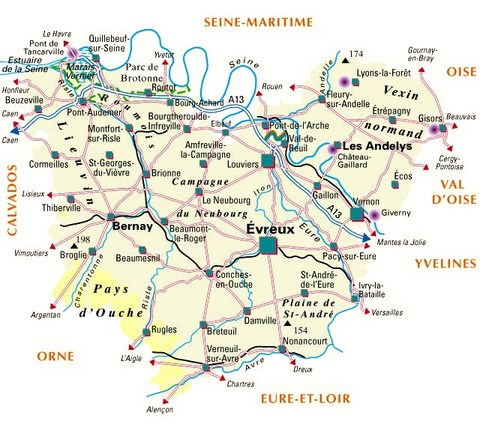 SEINE-MARITIME
Le Havre
Pont de
Tancarville
Quillebeuf-
sur-Seine
Estuaire
de la Seine
Marais
Vernier
Parc de
Brotonne
Yvetot
Seine
174
Gournay-
en-Bray
Lyons-la-Forêt
OISE
Honfleur
Beuzeville
Risle
Routot
Bourg-Achard
A13
Rouen
Andelle
Fleury-
sur-Andelle
Vexin
normand
Étrépagny
Gisors
Beauvais
Caen
Caen
Pont-Audemer
Roumois
Bourgtheroulde-
Infreville
Elbeuf
Pont-de-l'Arche
Val-de-
Reuil
Montfort-
sur-Risle
Lieuvin
Amfreville-
la-Campagne
Louviers
Les Andelys
Château-
Gaillard
Cergy-
Pontoise
Cormeilles
St-Georges-
du-Vièvre
Brionne
Campagne
du Neubourg
Iton
Écos
VAL
D'OISE
CALVADOS
Lisieux
Thiberville
Le Neubourg
Gaillon
A13
Vernon
Giverny
Bernay
Beaumont-
le-Roger
Évreux
Eure
Mantes la Jolie
198
Vimoutiers
Broglie
Charentonne
Beaumesnil
Pacy-sur-Eure
YVELINES
Conches-
en-Ouche
St-André-
de-l'Eure
Ivry-la-
Bataille
Pays
d'Ouche
Risle
Plaine de
St-André
Versailles
Argentan
Rugles
Breteuil
Damville
154
Nonancourt
ORNE
L'Aigle
Verneuil-
sur-Avre
Avre
Dreux
Chartres
Alençon
EURE-ET-LOIR